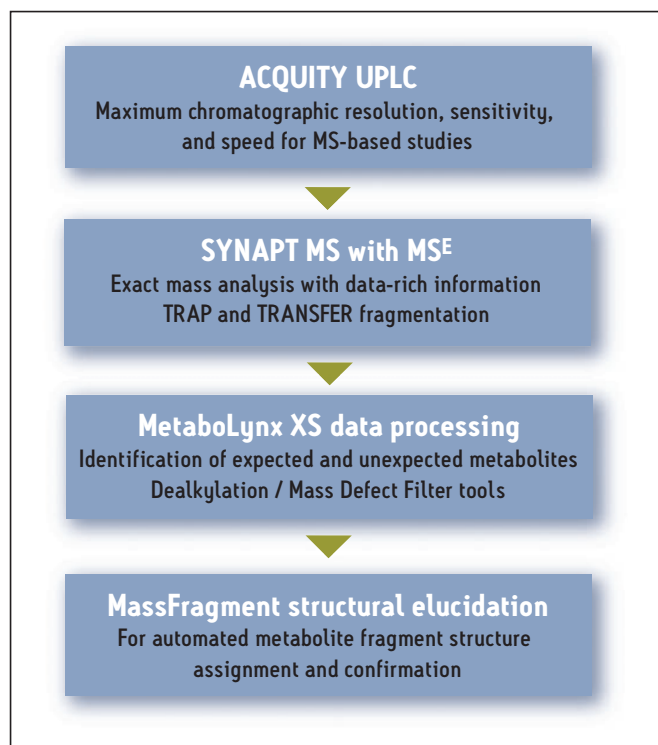 ACQUITY UPLC
Maximum chromatographic resolution, sensitivity,
and speed for MS-based studies
SYNAPT MS with MSᴱ
Exact mass analysis with data-rich information
TRAP and TRANSFER fragmentation
MetaboLynx XS data processing
Identification of expected and unexpected metabolites
Dealkylation / Mass Defect Filter tools
MassFragment structural elucidation
For automated metabolite fragment structure
assignment and confirmation